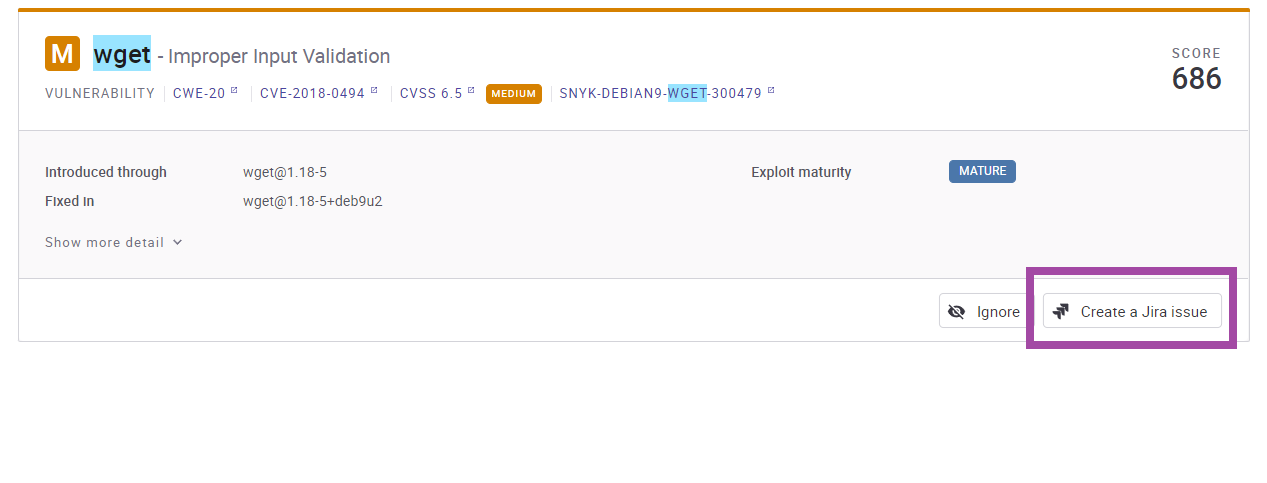 M wget - Improper Input Validation
SCORE
686
VULNERABILITY CWE-20 CVE-2018-0494 CVSS 6.5 MEDIUM SNYK-DEBIAN9-WGET-300479
Introduced through wget@1.18-5 Exploit maturity MATURE
Fixed in wget@1.18-5+deb9u2
Show more detail
Ignore Create a Jira issue